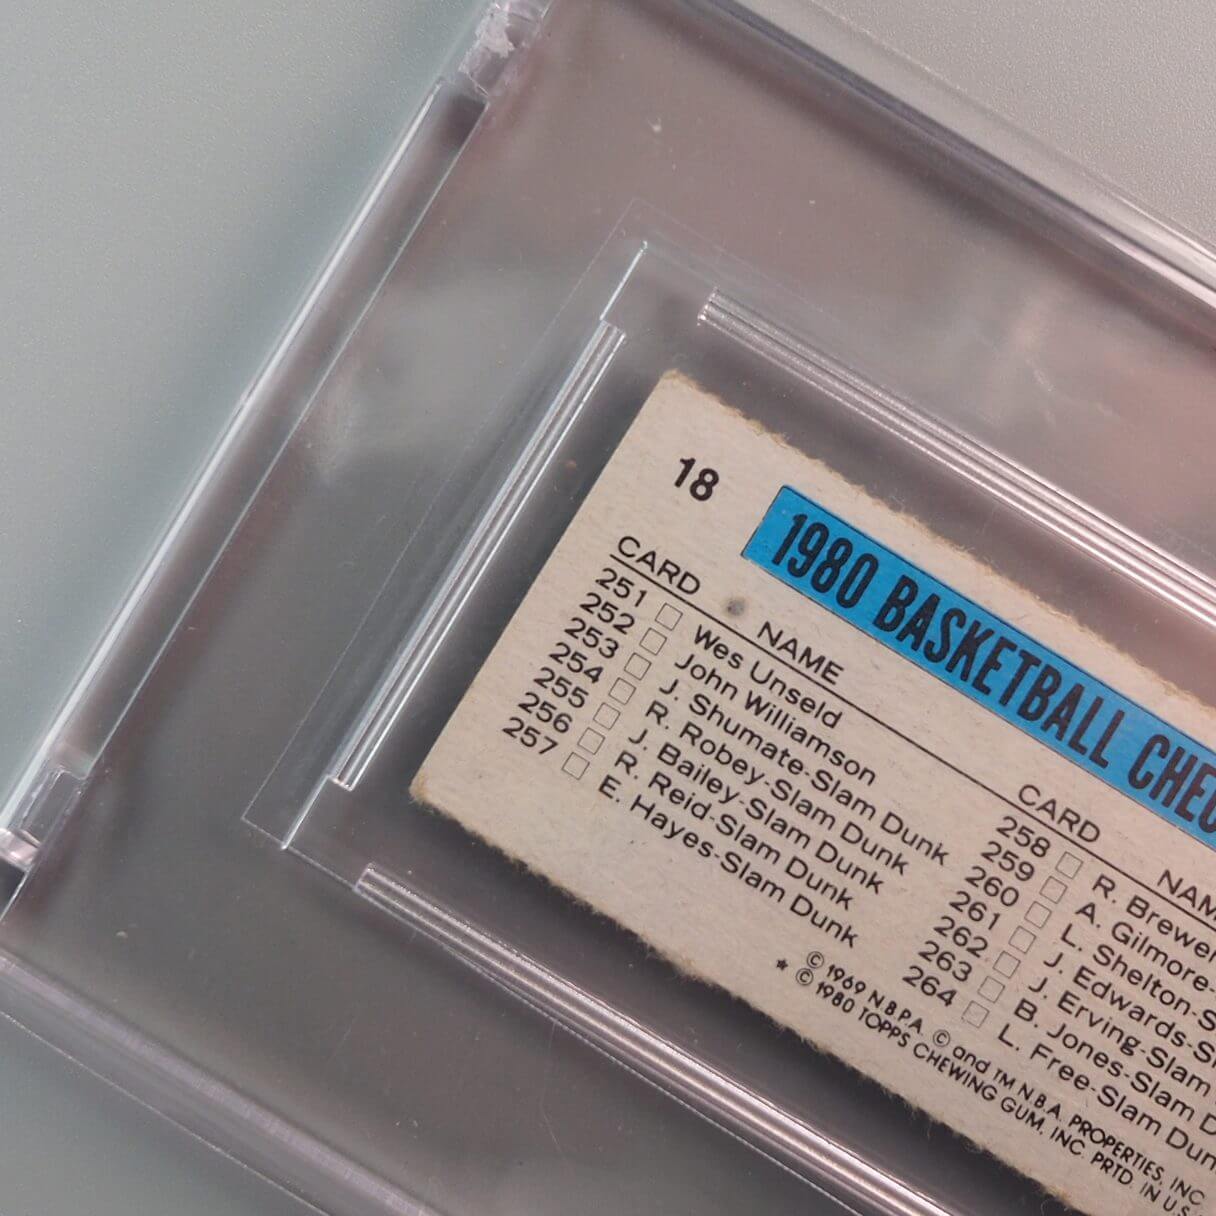 18
1980 BASKETBALL
CARD NAME
251 Wes Unseld
252 John Williamson
253 J. Shumate-Slam Dunk
254 R. Robey-Slam Dunk
255 J. Bailey-Slam Dunk
256 R. Reid-Slam Dunk
257 E. Hayes-Slam Dunk
CARD
258 R. Brewer
259 A. Gilmore-
260 L. Shelton-
261 J. Edwards-
262 J. Erving-Slam
263 B. Jones-Slam
264 L. Free-Slam Dun
© 1969 N.B.P.A. © and TM N.B.A. PROPERTIES, INC
* © 1980 TOPPS CHEWING GUM, INC. PRTD. IN U.S.